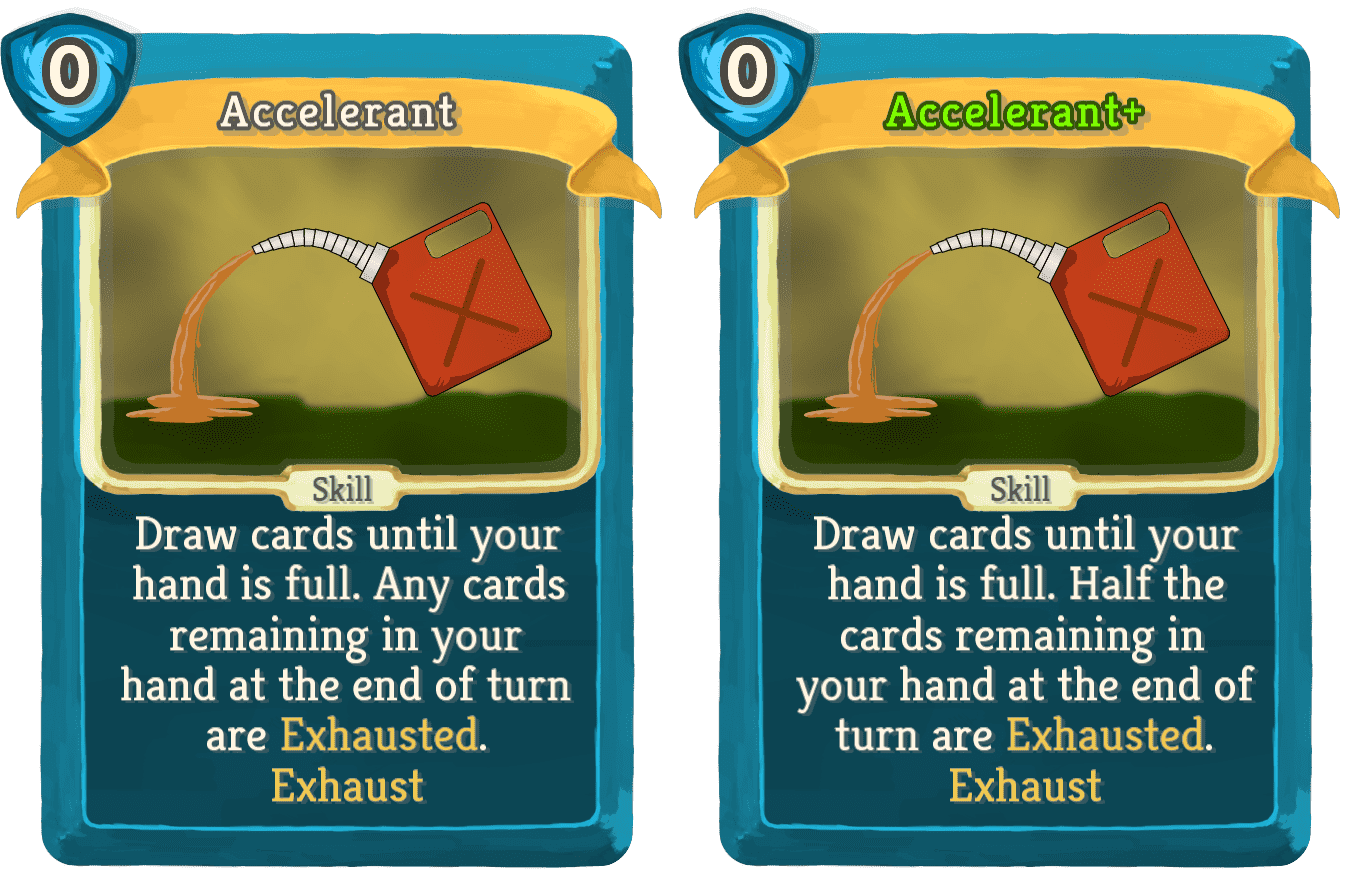 0
Accelerant
Skill
Draw cards until your
hand is full. Any cards
remaining in your
hand at the end of turn
are Exhausted.
Exhaust
0
Accelerant+
Skill
Draw cards until your
hand is full. Half the
cards remaining in
your hand at the end of
turn are Exhausted.
Exhaust